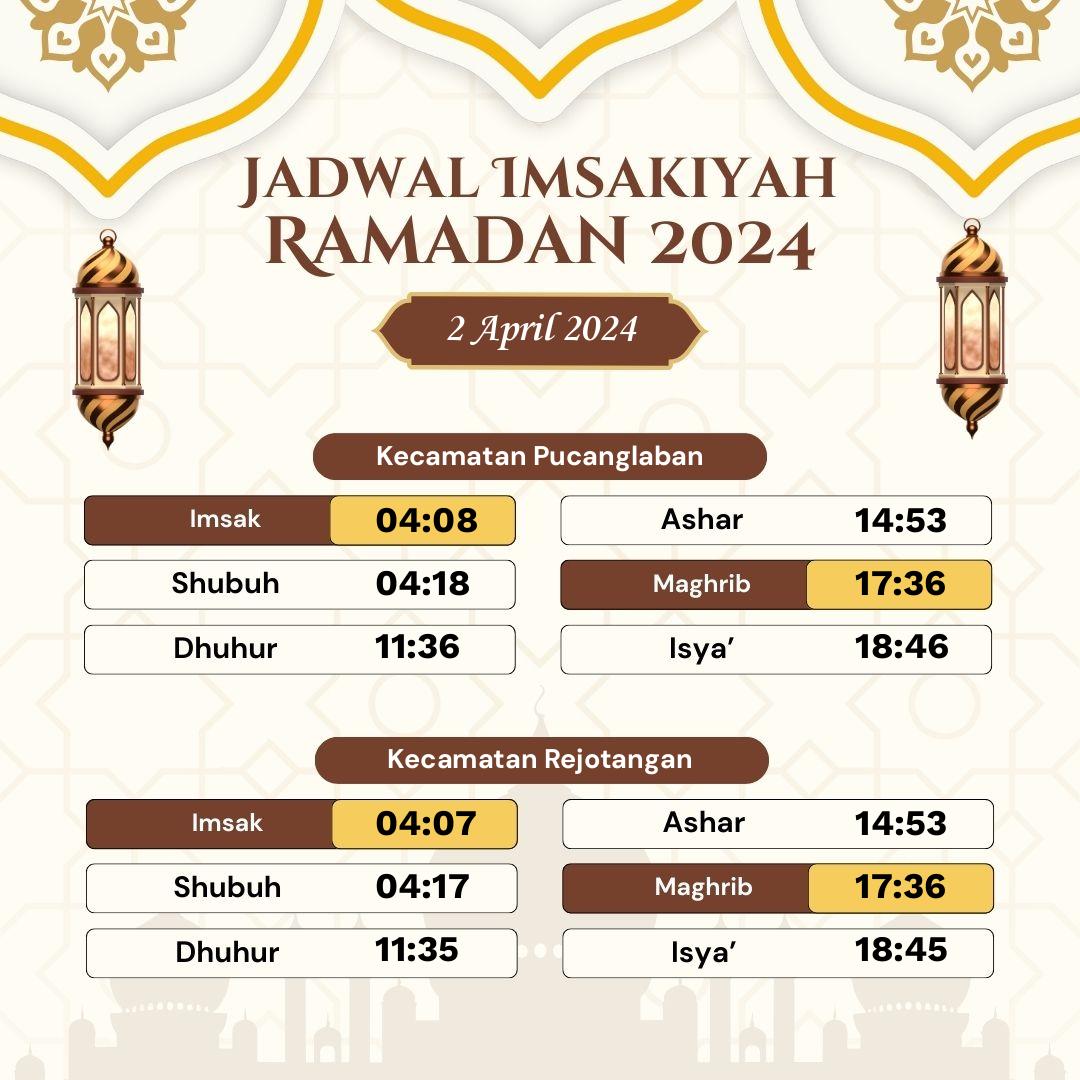 Jadwal Imsakiyah
Ramadan 2024
2 April 2024
Kecamatan Pucanglaban
Imsak 04:08
Shubuh 04:18
Dhuhur 11:36
Ashar 14:53
Maghrib 17:36
Isya’ 18:46
Kecamatan Rejotangan
Imsak 04:07
Shubuh 04:17
Dhuhur 11:35
Ashar 14:53
Maghrib 17:36
Isya’ 18:45